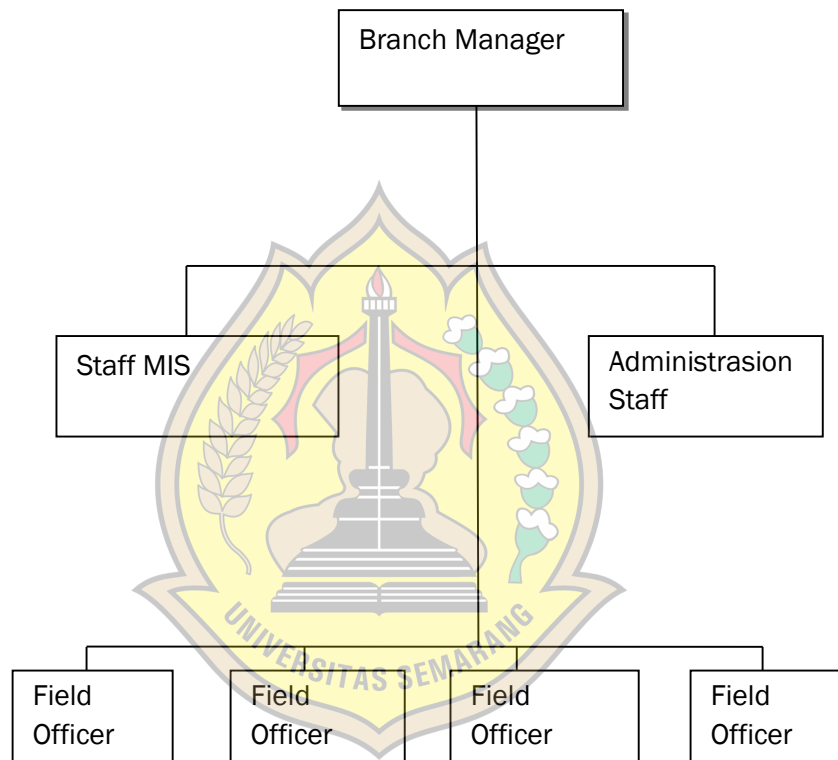 Branch Manager
Staff MIS
Administrasion
Staff
UNIVERSITAS SEMARANG
Field
Officer
Field
Officer
Field
Officer
Field
Officer